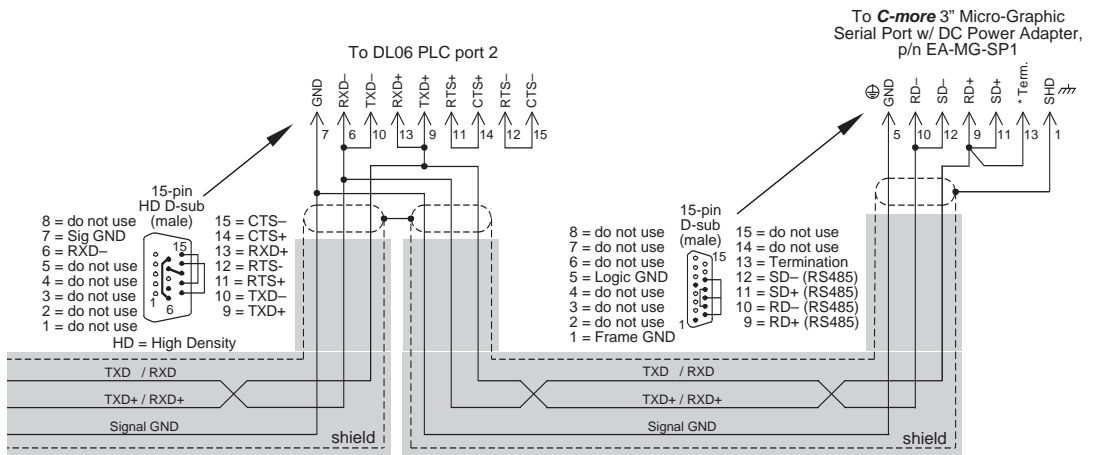 To C-more 3” Micro-Graphic
Serial Port w/ DC Power Adapter,
p/n EA-MG-SP1
To DL06 PLC port 2
GND
RXD–
TXD–
RXD+
TXD+
RTS+
CTS+
RTS–
CTS–
7
6
10
13
9
11
14
12
15
GND
RD–
SD–
RD+
SD+
* Term.
SHD
5
10
12
9
11
13
1
15-pin
HD D-sub
(male)
8 = do not use
7 = Sig GND
6 = RXD–
5 = do not use
4 = do not use
3 = do not use
2 = do not use
1 = do not use
15
1
6
15 = CTS–
14 = CTS+
13 = RXD+
12 = RTS-
11 = RTS+
10 = TXD–
9 = TXD+
HD = High Density
15-pin
D-sub
(male)
8 = do not use
7 = do not use
6 = do not use
5 = Logic GND
4 = do not use
3 = do not use
2 = do not use
1 = Frame GND
15
1
15 = do not use
14 = do not use
13 = Termination
12 = SD– (RS485)
11 = SD+ (RS485)
10 = RD– (RS485)
9 = RD+ (RS485)
TXD / RXD
TXD+ / RXD+
Signal GND
shield
TXD / RXD
TXD+ / RXD+
Signal GND
shield